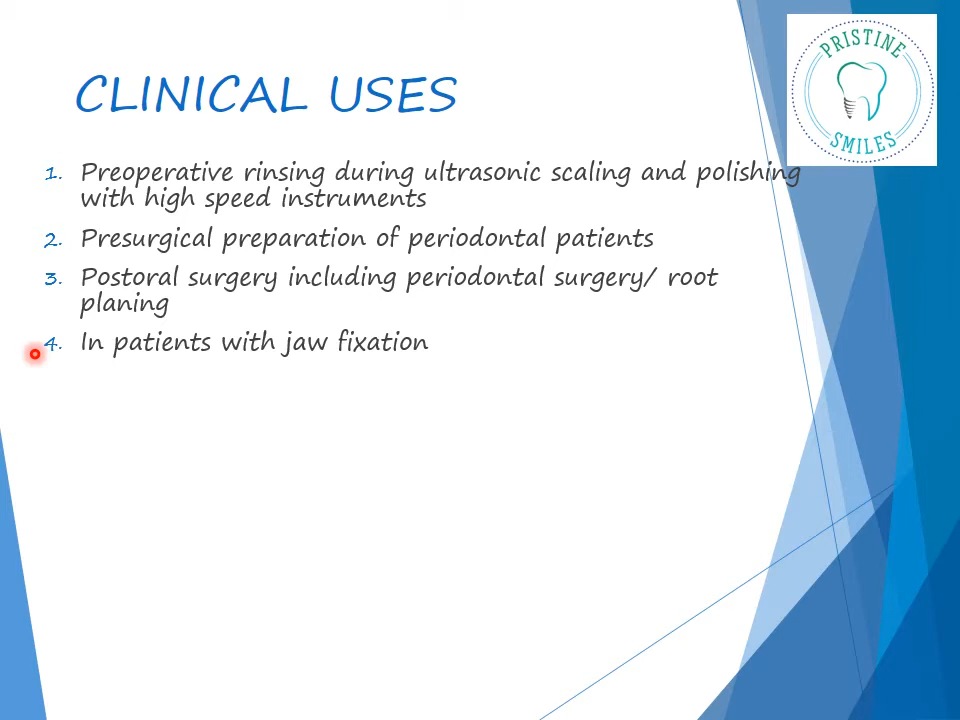 CLINICAL USES
PRISTINE
SMILES
1. Preoperative rinsing during ultrasonic scaling and polishing
with high speed instruments
2. Presurgical preparation of periodontal patients
3. Postoral surgery including periodontal surgery/ root
planing
4. In patients with jaw fixation